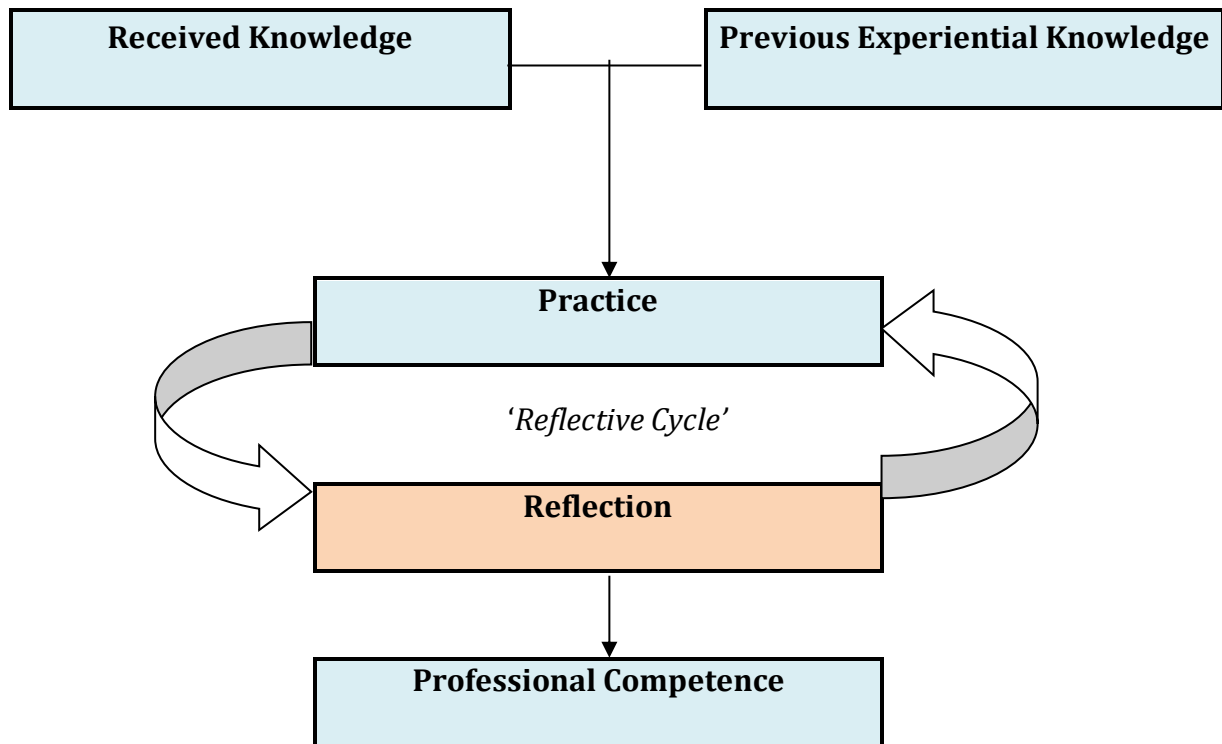 Received Knowledge
Previous Experiential Knowledge
Practice
‘Reflective Cycle’
Reflection
Professional Competence